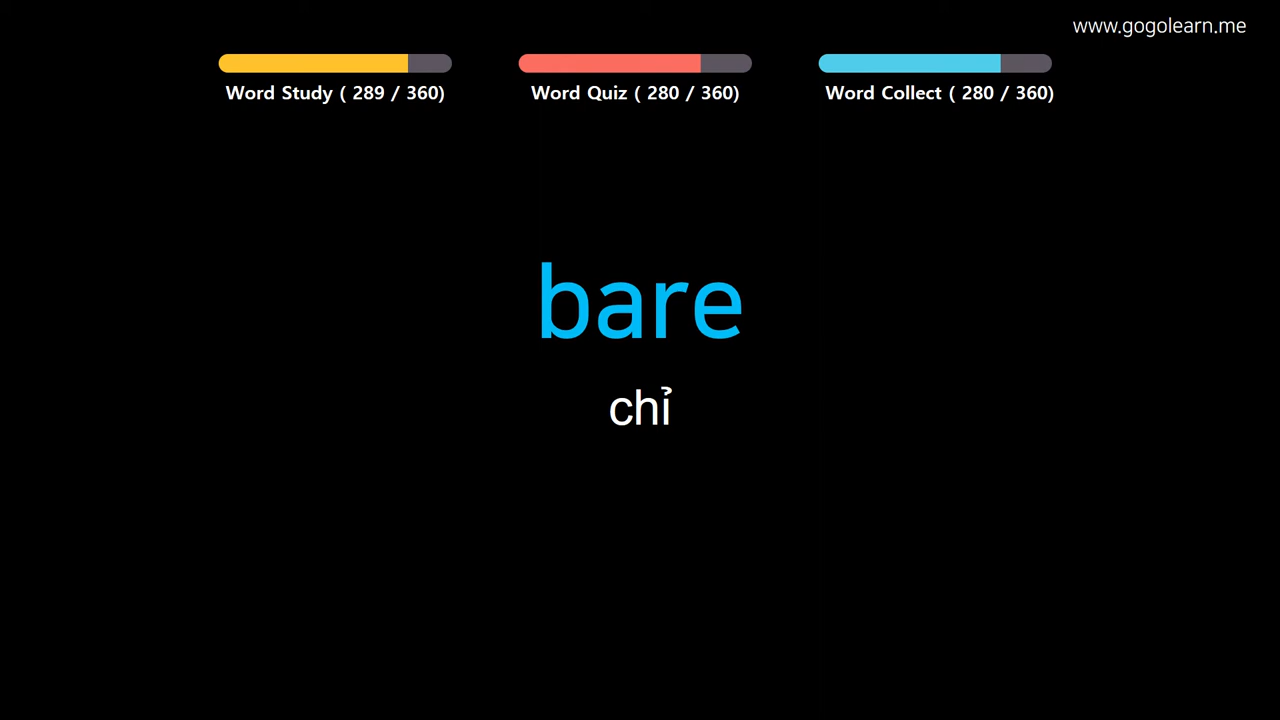 www.gogolearn.me
Word Study ( 289 / 360)
Word Quiz ( 280 / 360)
Word Collect ( 280 / 360)
bare
chỉ